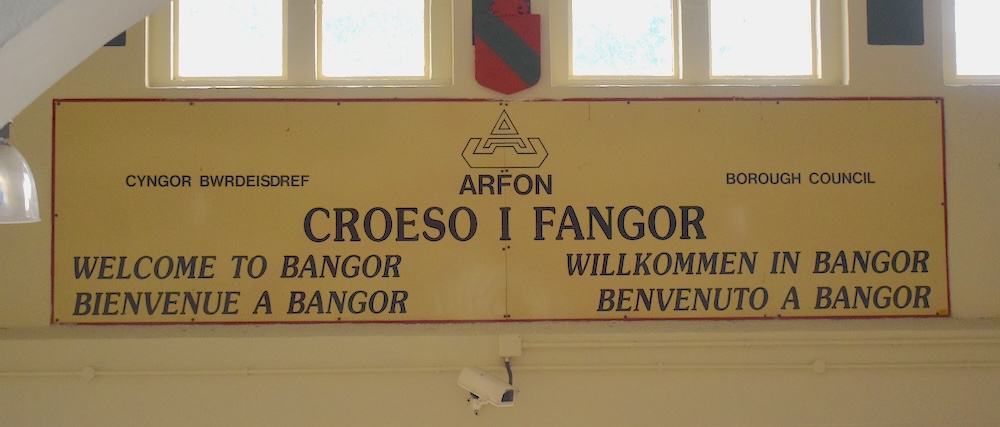 ARFON
CYNGOR BWRDEISDREF
BOROUGH COUNCIL
CROESO I FANGOR
WELCOME TO BANGOR
WILLKOMMEN IN BANGOR
BIENVENUE A BANGOR
BENVENUTO A BANGOR